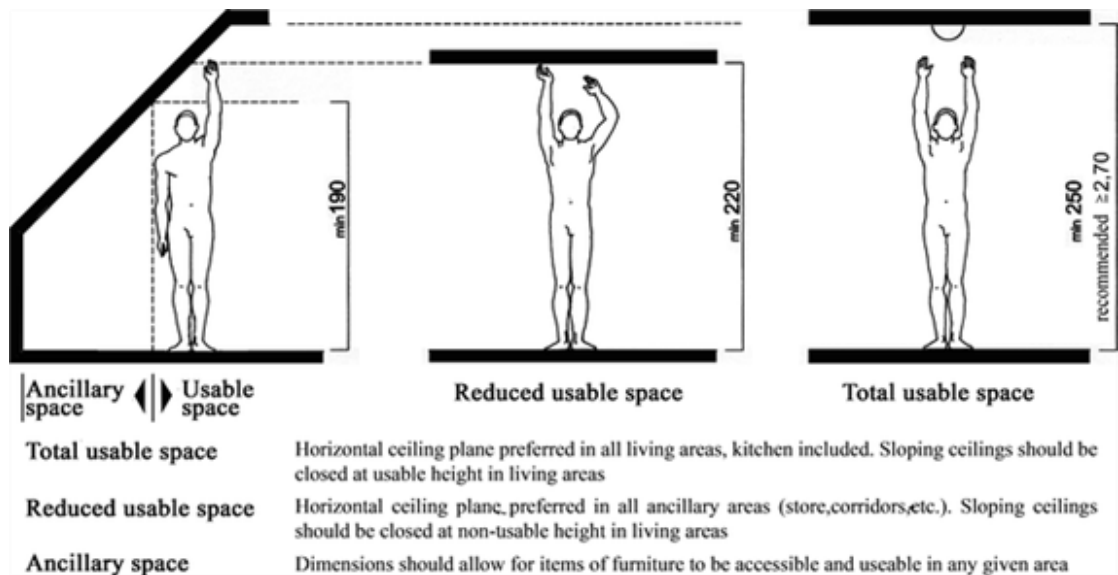 min 190
min 220
min 250
recommended ≥2,70
Ancillary space
Usable space
Reduced usable space
Total usable space
Total usable space
Horizontal ceiling plane preferred in all living areas, kitchen included. Sloping ceilings should be
closed at usable height in living areas
Reduced usable space
Horizontal ceiling plane preferred in all ancillary areas (store,corridors,etc.). Sloping ceilings
should be closed at non-tsable height in living areas
Ancillary space
Dimensions should allow for items of furniture to be accessible and useable in any given area